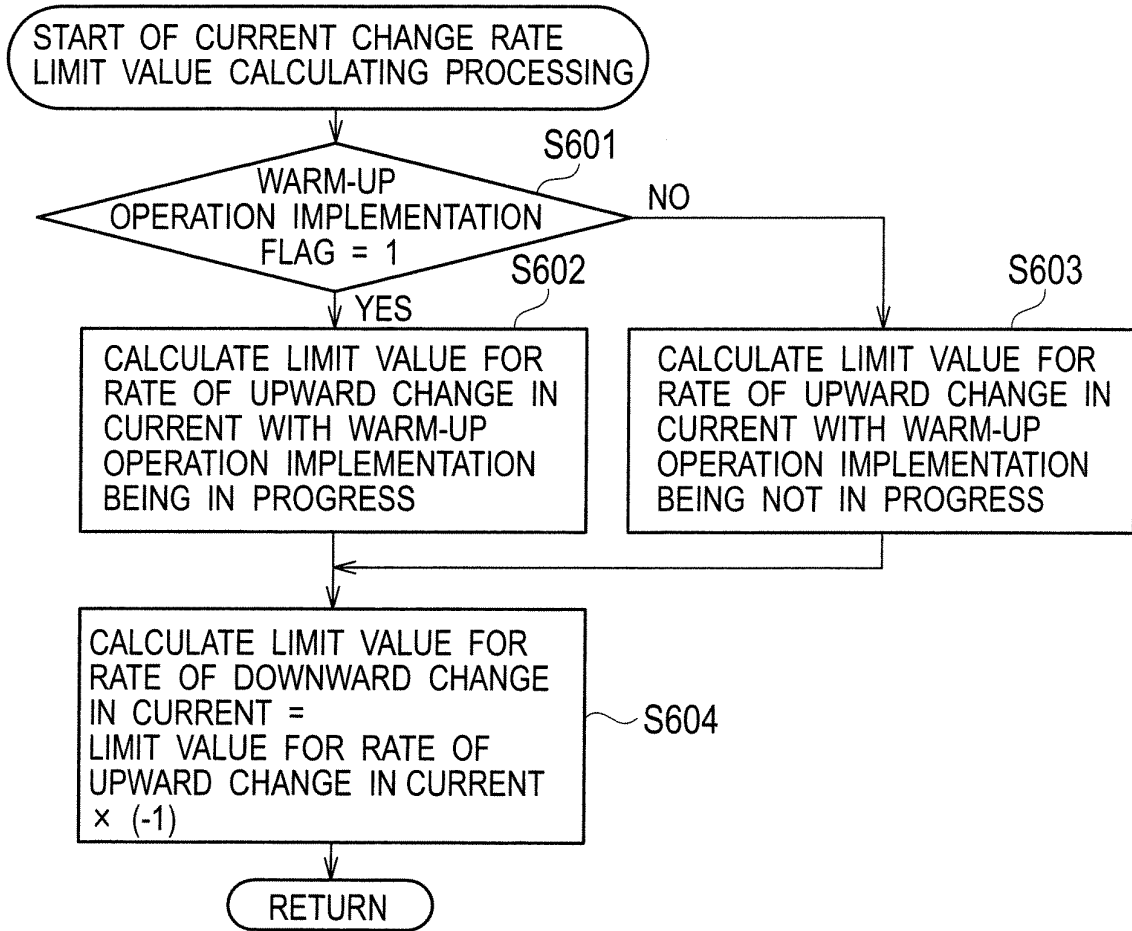 START OF CURRENT CHANGE RATE
LIMIT VALUE CALCULATING PROCESSING
S601
WARM-UP
OPERATION IMPLEMENTATION
FLAG = 1
NO
YES
S602
CALCULATE LIMIT VALUE FOR
RATE OF UPWARD CHANGE IN
CURRENT WITH WARM-UP
OPERATION IMPLEMENTATION
BEING IN PROGRESS
S603
CALCULATE LIMIT VALUE FOR
RATE OF UPWARD CHANGE IN
CURRENT WITH WARM-UP
OPERATION IMPLEMENTATION
BEING NOT IN PROGRESS
CALCULATE LIMIT VALUE FOR
RATE OF DOWNWARD CHANGE
IN CURRENT =
LIMIT VALUE FOR RATE OF
UPWARD CHANGE IN CURRENT
× (-1)
S604
RETURN